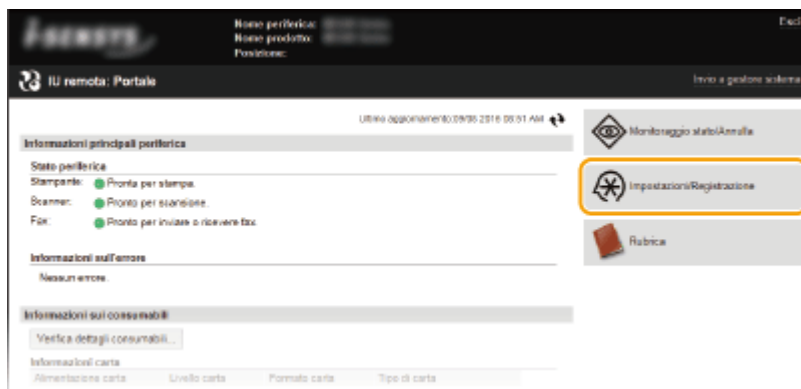 i-SENSYS
Nome periferica:
Nome prodotto:
Posizione:
IU remota: Portale
Invio a gestore sistema
Ultimo aggiornamento:09/06 2016 08:51 AM
Informazioni principali periferica
Stato periferica
Stampante: Pronta per stampa.
Scanner: Pronto per scansione.
Fax: Pronto per inviare o ricevere fax.
Informazioni sull'errore
Nessun errore.
Informazioni sui consumabili
Verifica dettagli consumabili...
Informazioni carta
Alimentazione carta Livello carta Formato carta Tipo di carta
Monitoraggio stato/Annulla
Impostazioni/Registrazione
Rubrica